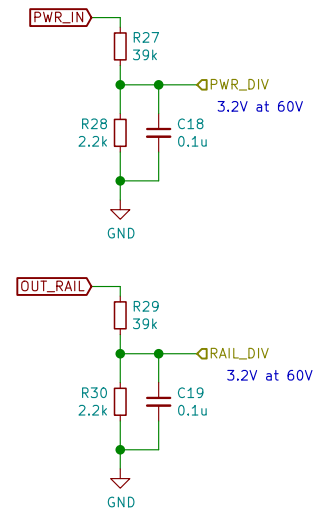 PWR_IN
R27
39k
PWR_DIV
3.2V at 60V
R28
2.2k
C18
0.1u
GND
OUT_RAIL
R29
39k
RAIL_DIV
3.2V at 60V
R30
2.2k
C19
0.1u
GND